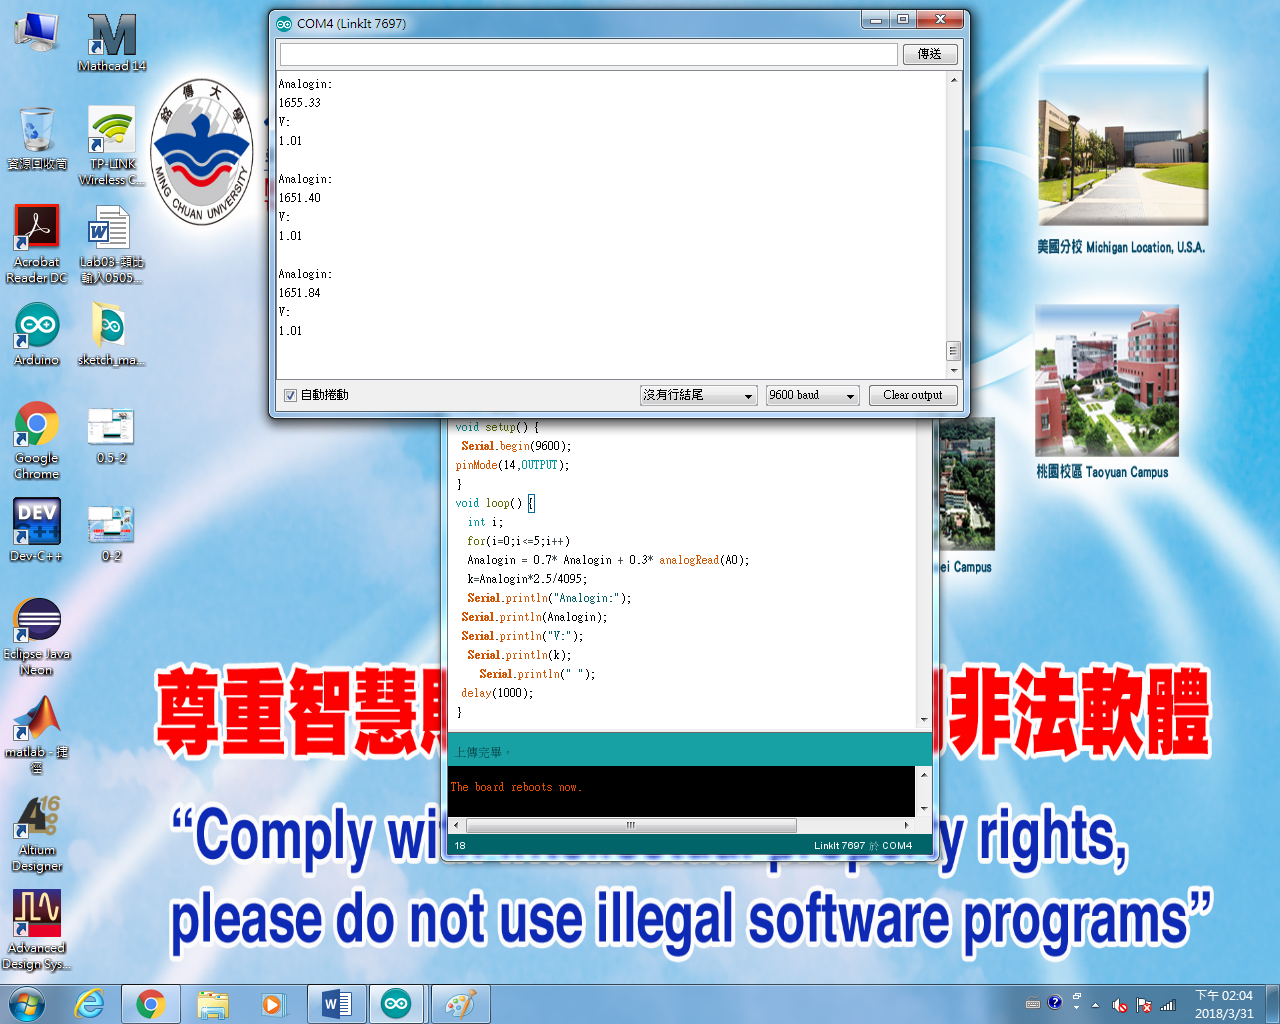 COM4 (LinkIt 7697)
傳送
Analogin:
1655.33
V:
1.01
Analogin:
1651.40
V:
1.01
Analogin:
1651.84
V:
1.01
自動捲動
沒有行結尾
9600 baud
Clear output
void setup() {
Serial.begin(9600);
pinMode(14,OUTPUT);
}
void loop() {
int i;
for(i=0;i<=5;i++)
Analogin = 0.7* Analogin + 0.3* analogRead(A0);
k=Analogin*2.5/4095;
Serial.println("Analogin:");
Serial.println(Analogin);
Serial.println("V:");
Serial.println(k);
Serial.println(" ");
delay(1000);
}
上傳完畢。
The board reboots now.
18
LinkIt 7697 於 COM4
Mathcad 14
資源回收筒
TP-LINK
Wireless C...
Acrobat
Reader DC
Lab03-類比
輸入0505...
Arduino
sketch_ma...
Google
Chrome
0.5-2
Dev-C++
0-2
Eclipse Java
Neon
matlab - 捷
徑
Altium
Designer
Advanced
Design Sys...
銘傳大學
MING CHUAN UNIVERSITY
美國分校 Michigan Location, U.S.A.
桃園校區 Taoyuan Campus
ei Campus
尊重智慧
非法軟體
“Comply wi
y rights,
please do not use illegal software programs”
下午 02:04
2018/3/31